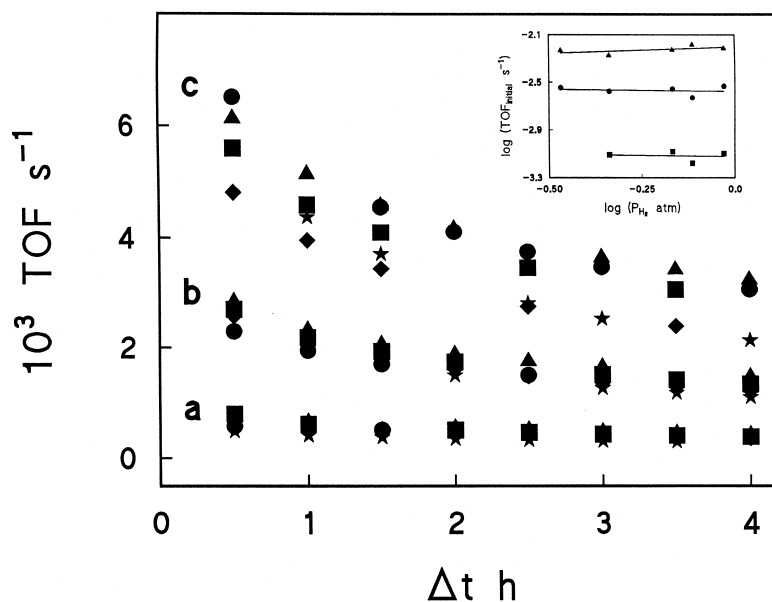 10³ TOF s⁻¹
6
4
2
0
c
b
a
0 1 2 3 4
Δt h
log (TOF_initial s⁻¹)
-2.1
-2.5
-2.9
-3.3
-0.50 -0.25 0.0
log (P_H₂ atm)